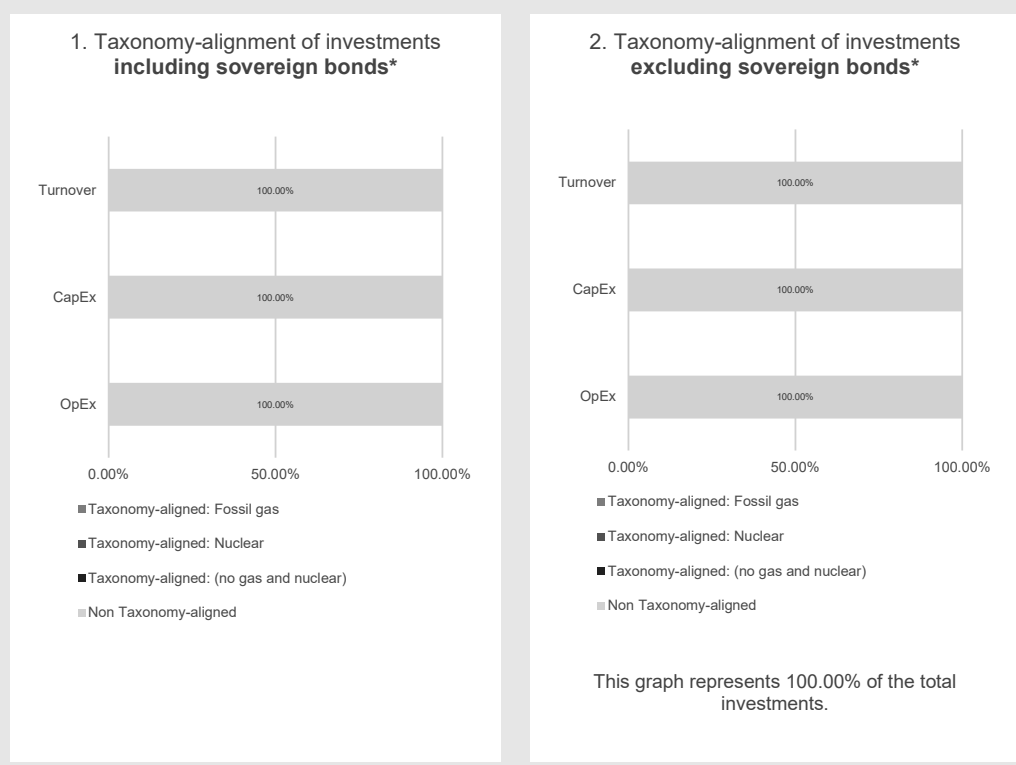 1. Taxonomy-alignment of investments
including sovereign bonds*
Turnover
100.00%
CapEx
100.00%
OpEx
100.00%
0.00% 50.00% 100.00%
Taxonomy-aligned: Fossil gas
Taxonomy-aligned: Nuclear
Taxonomy-aligned: (no gas and nuclear)
Non Taxonomy-aligned
2. Taxonomy-alignment of investments
excluding sovereign bonds*
Turnover
100.00%
CapEx
100.00%
OpEx
100.00%
0.00% 50.00% 100.00%
Taxonomy-aligned: Fossil gas
Taxonomy-aligned: Nuclear
Taxonomy-aligned: (no gas and nuclear)
Non Taxonomy-aligned
This graph represents 100.00% of the total
investments.